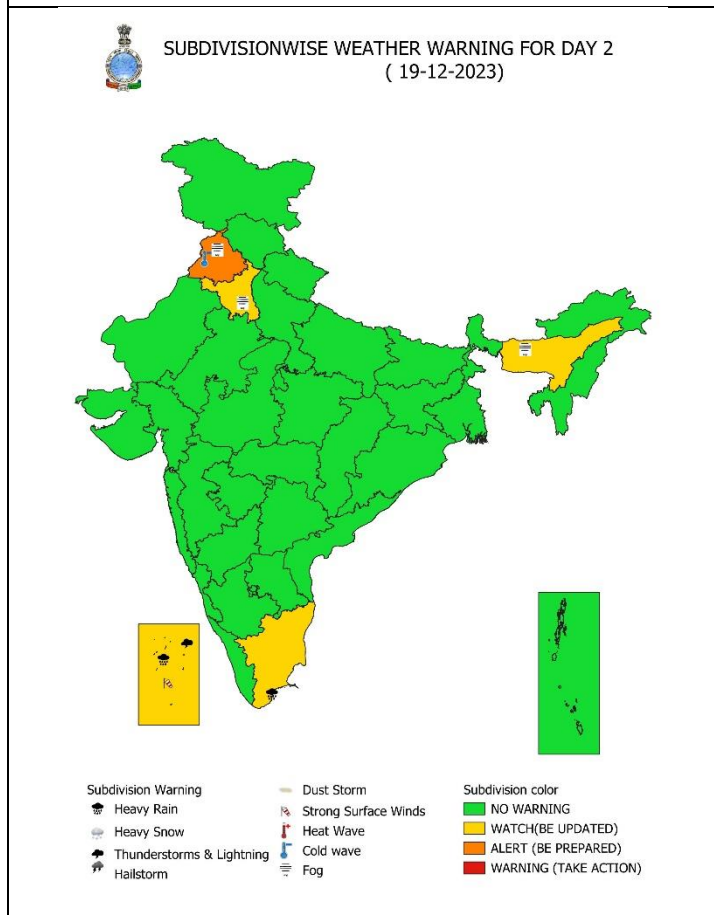 SUBDIVISIONWISE WEATHER WARNING FOR DAY 2
( 19-12-2023)
Subdivision Warning
Heavy Rain
Heavy Snow
Thunderstorms & Lightning
Hailstorm
Dust Storm
Strong Surface Winds
Heat Wave
Cold wave
Fog
Subdivision color
NO WARNING
WATCH(BE UPDATED)
ALERT (BE PREPARED)
WARNING (TAKE ACTION)